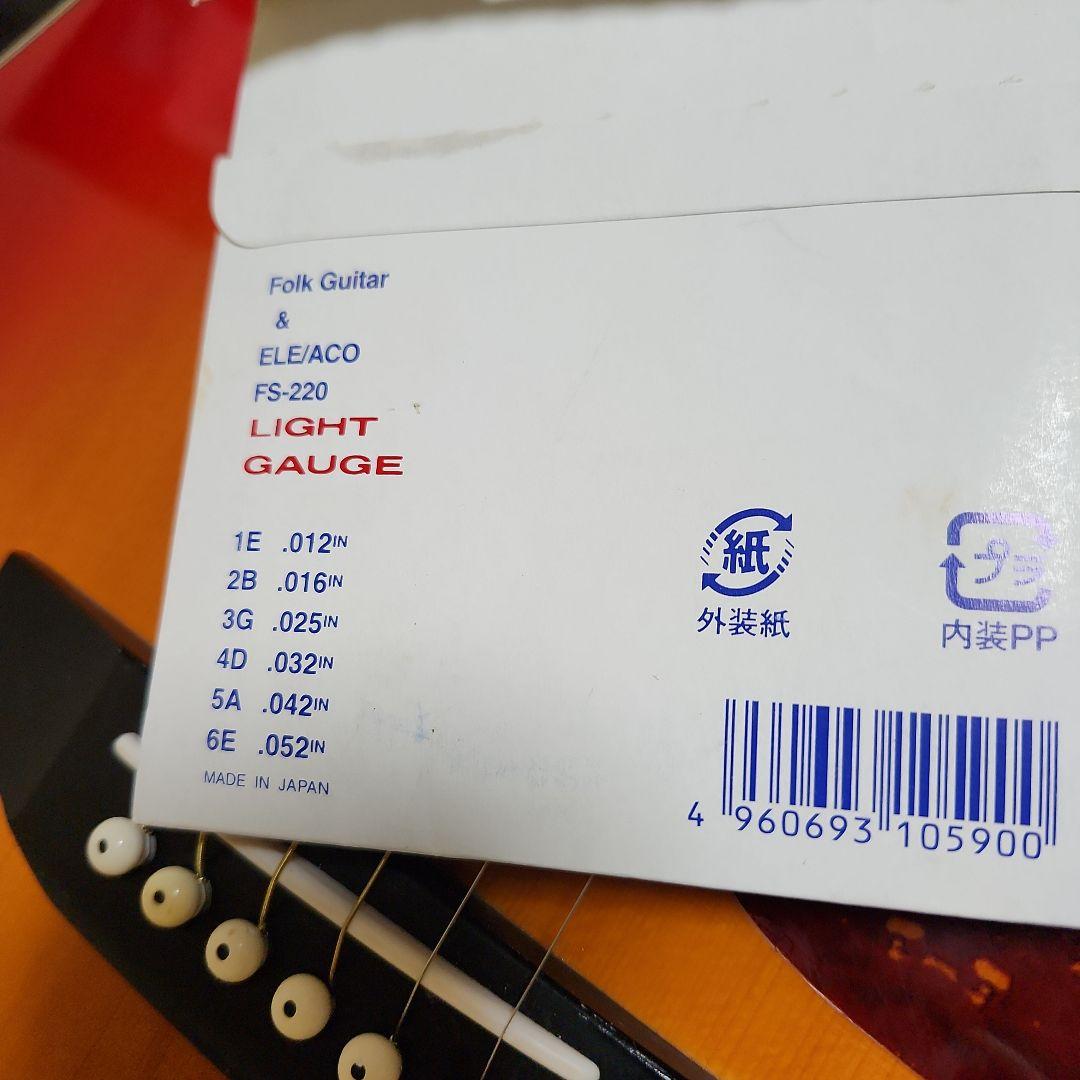 Folk Guitar
&
ELE/ACO
FS-220
LIGHT
GAUGE
1E .012IN
2B .016IN
3G .025IN
4D .032IN
5A .042IN
6E .052IN
MADE IN JAPAN
紙
外装紙
プラ
内装PP
4 960693 105900